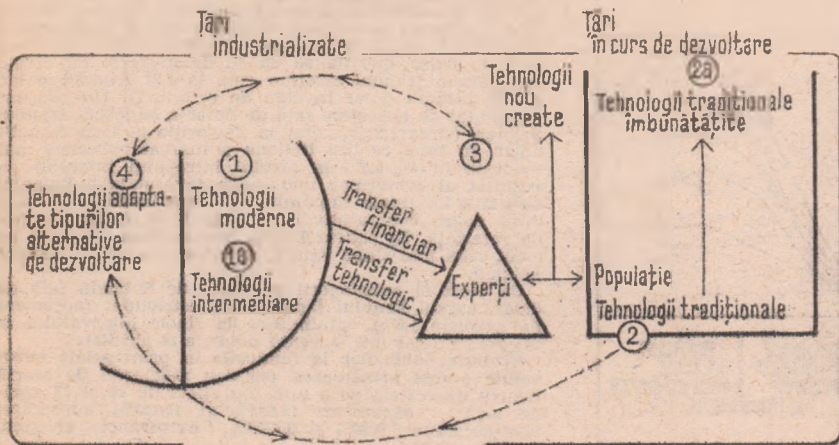 Țări
industrializate
Țări
în curs de dezvoltare
2a
Tehnologii
nou
create
Tehnologii tradiționale
îmbunătățite
3
4
1
Tehnologii adapta-
te tipurilor
alternative
de dezvoltare
Tehnologii
moderne
1a
Tehnologii
intermediare
Transfer
financiar
Transfer
tehnologic
Experți
Populație
Tehnologii tradiționale
2